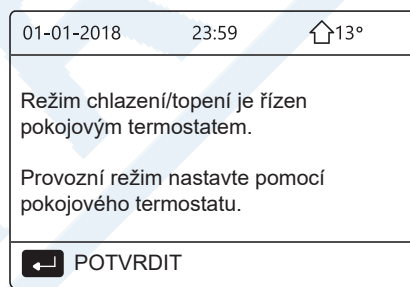 01-01-2018 23:59 13°
Režim chlazení/topení je řízen
pokojovým termostatem.
Provozní režim nastavte pomocí
pokojového termostatu.
POTVRDIT